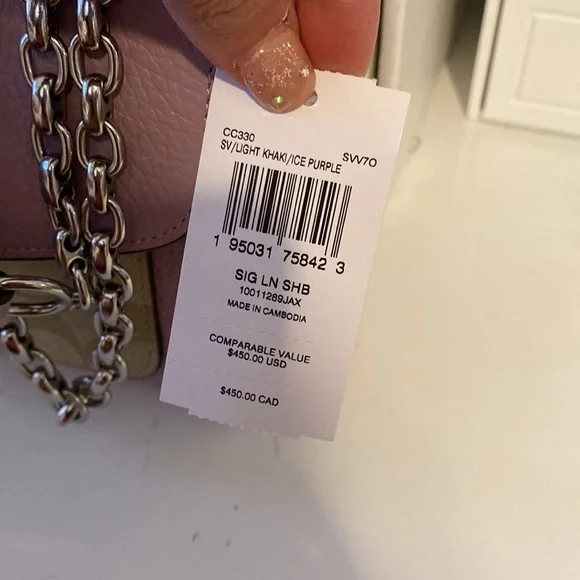 CC330 SVV7O
SV/LIGHT KHAKI/ICE PURPLE
1 95031 75842 3
SIG LN SHB
10011289JAX
MADE IN CAMBODIA
COMPARABLE VALUE
$450.00 USD
$450.00 CAD